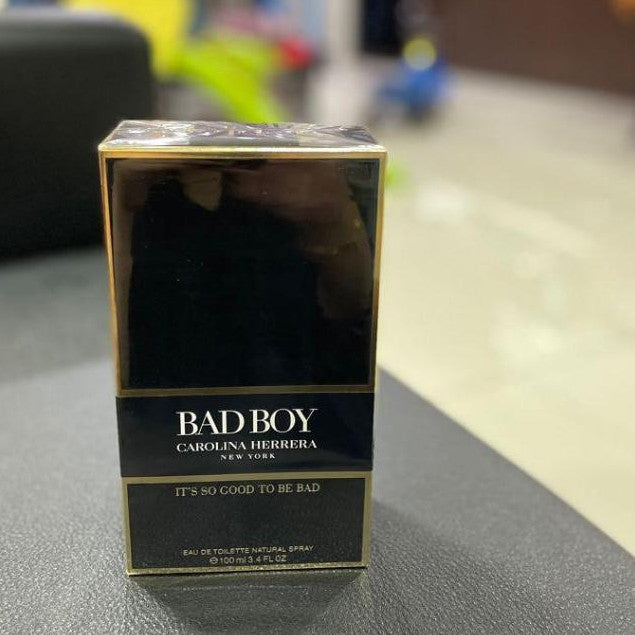 BAD BOY
CAROLINA HERRERA
NEW YORK
IT'S SO GOOD TO BE BAD
EAU DE TOILETTE NATURAL SPRAY
℮ 100 ml 3.4 FL OZ